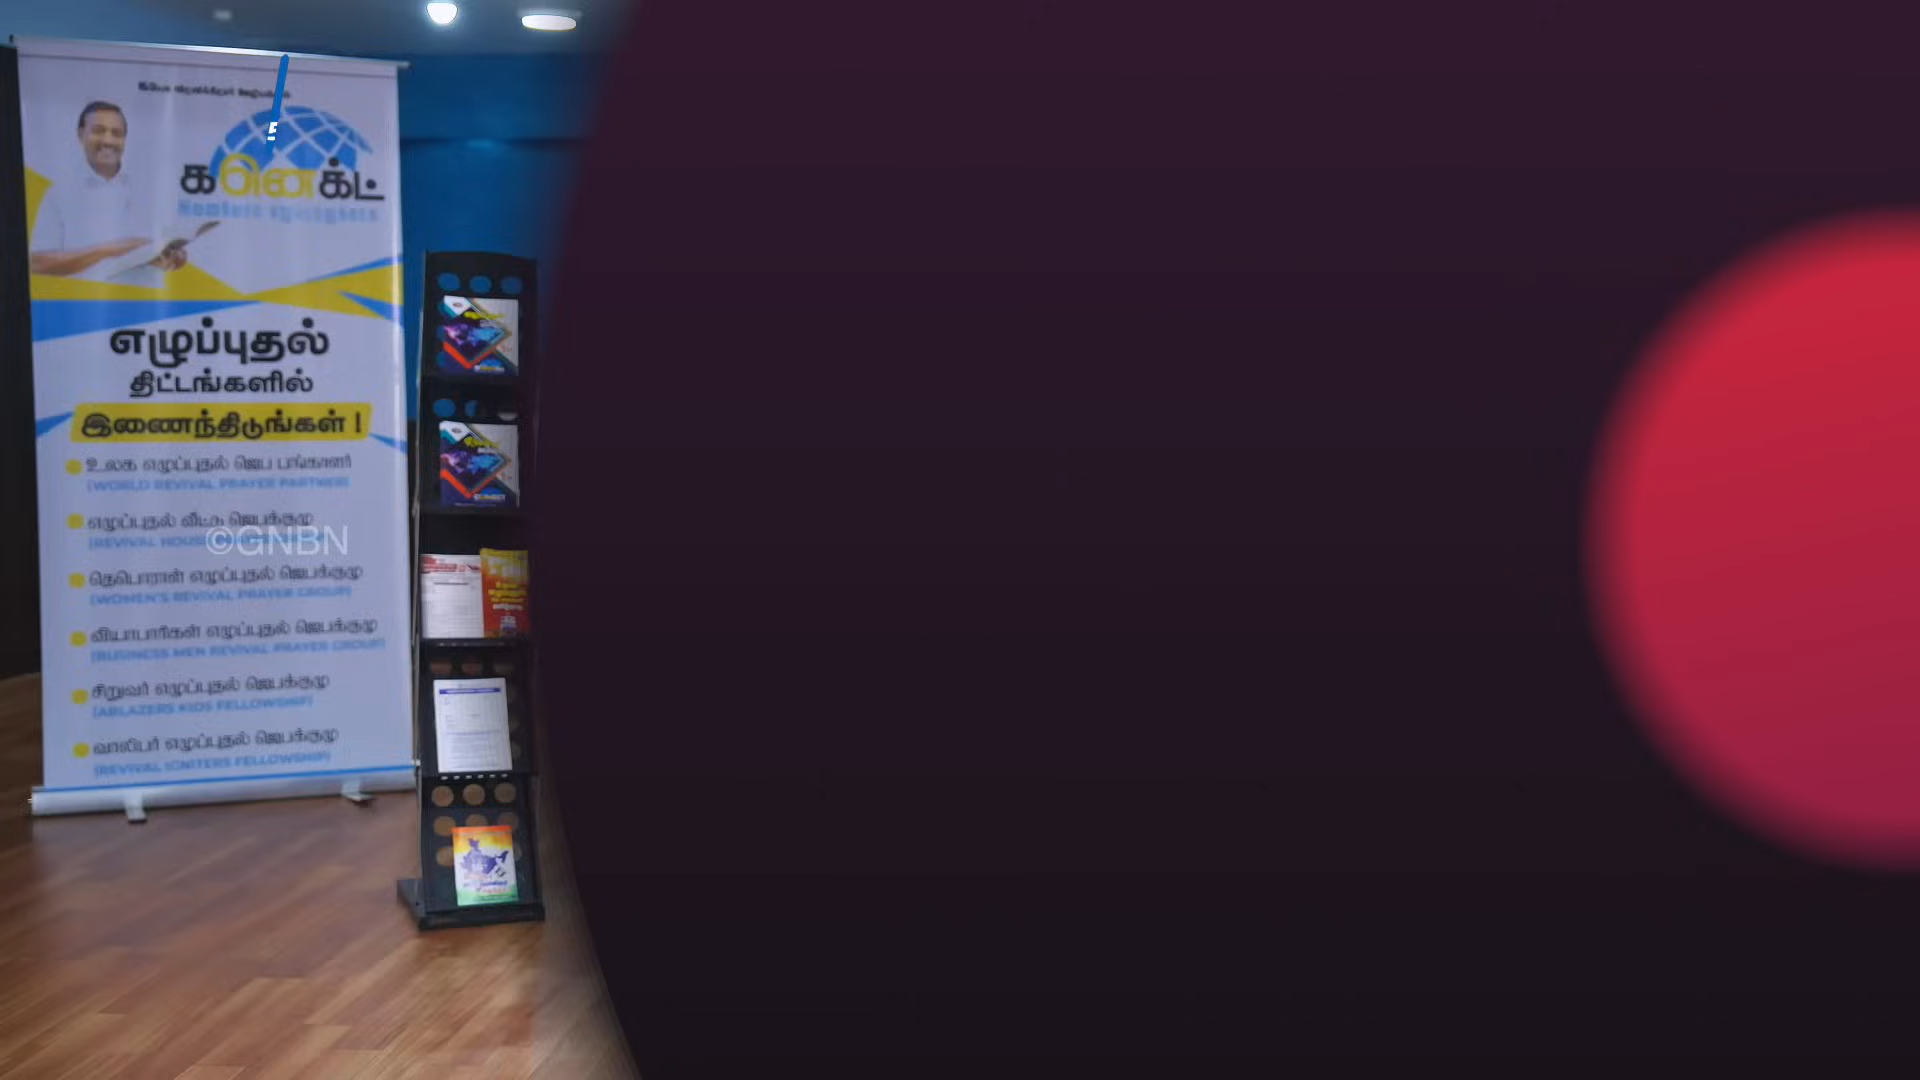 கனெக்ட்
எழுப்புதல்
திட்டங்களில்
இணைந்திடுங்கள் !
உலக எழுப்புதல் ஜெப பங்காளர்
(WORLD REVIVAL PRAYER PARTNER)
எழுப்புதல் வீட்டு ஜெபக்குழு
(REVIVAL HOUSE
©GNBN
தெபொராள் எழுப்புதல் ஜெபக்குழு
(WOMEN'S REVIVAL PRAYER GROUP)
வியாபாரிகள் எழுப்புதல் ஜெபக்குழு
(BUSINESS MEN REVIVAL PRAYER GROUP)
சிறுவர் எழுப்புதல் ஜெபக்குழு
(ABLAZERS KIDS FELLOWSHIP)
வாலிபர் எழுப்புதல் ஜெபக்குழு
(REVIVAL IGNITERS FELLOWSHIP)